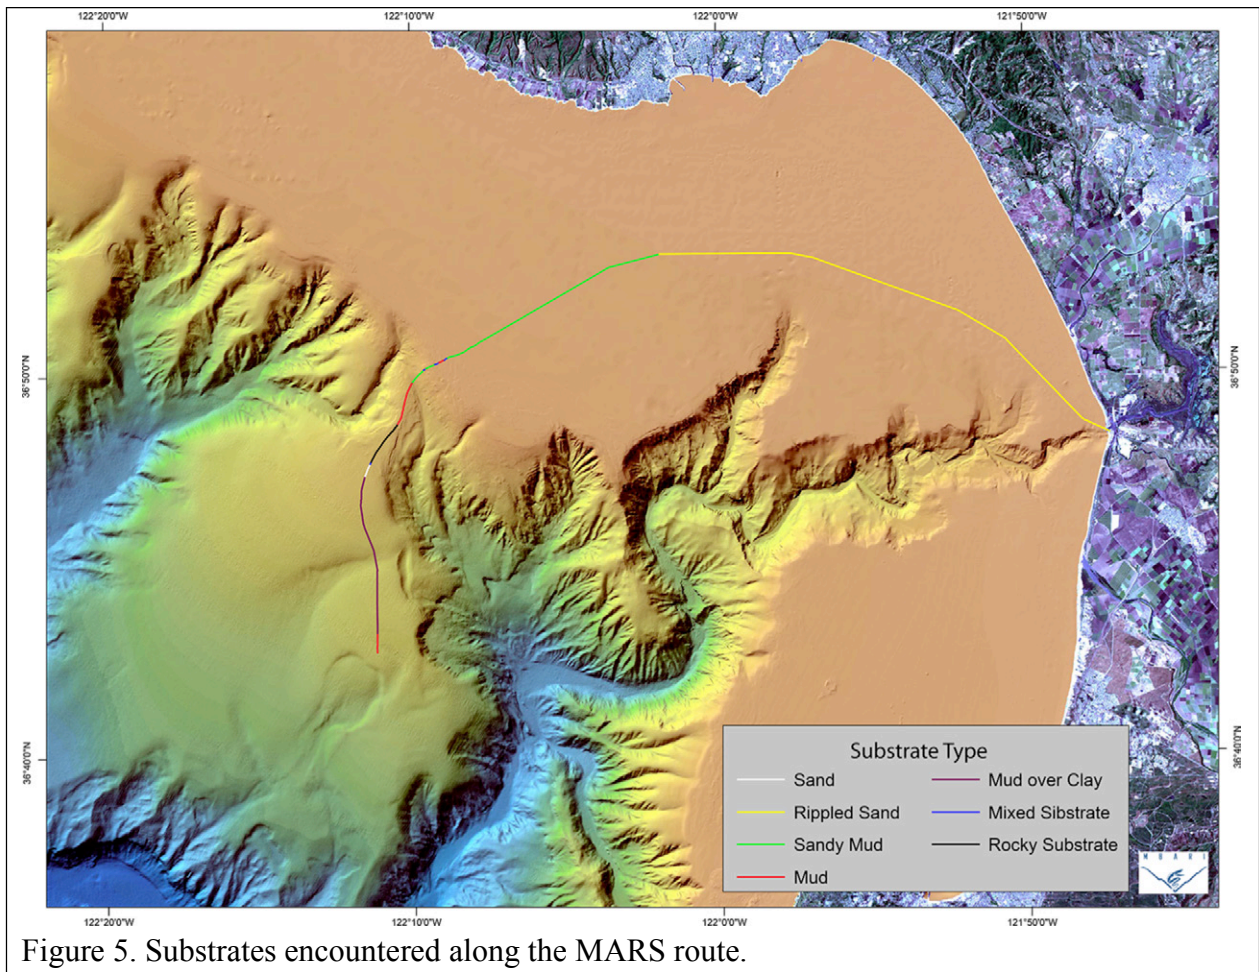 122°20'0"W 122°10'0"W 122°0'0"W 121°50'0"W
36°50'0"N 36°50'0"N
36°40'0"N 36°40'0"N
Substrate Type
Sand Mud over Clay
Rippled Sand Mixed Sibstrate
Sandy Mud Rocky Substrate
Mud
MBARI
122°20'0"W 122°10'0"W 122°0'0"W 121°50'0"W
Figure 5. Substrates encountered along the MARS route.